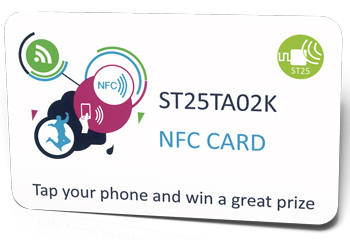 NFC
ST25
ST25TA02K
NFC CARD
Tap your phone and win a great prize